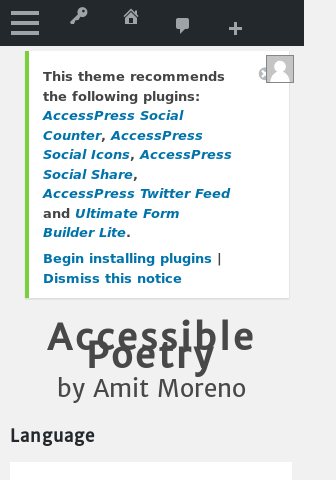 This theme recommends
the following plugins:
AccessPress Social
Counter, AccessPress
Social Icons, AccessPress
Social Share,
AccessPress Twitter Feed
and Ultimate Form
Builder Lite.
Begin installing plugins |
Dismiss this notice
Accessible
Poetry
by Amit Moreno
Language